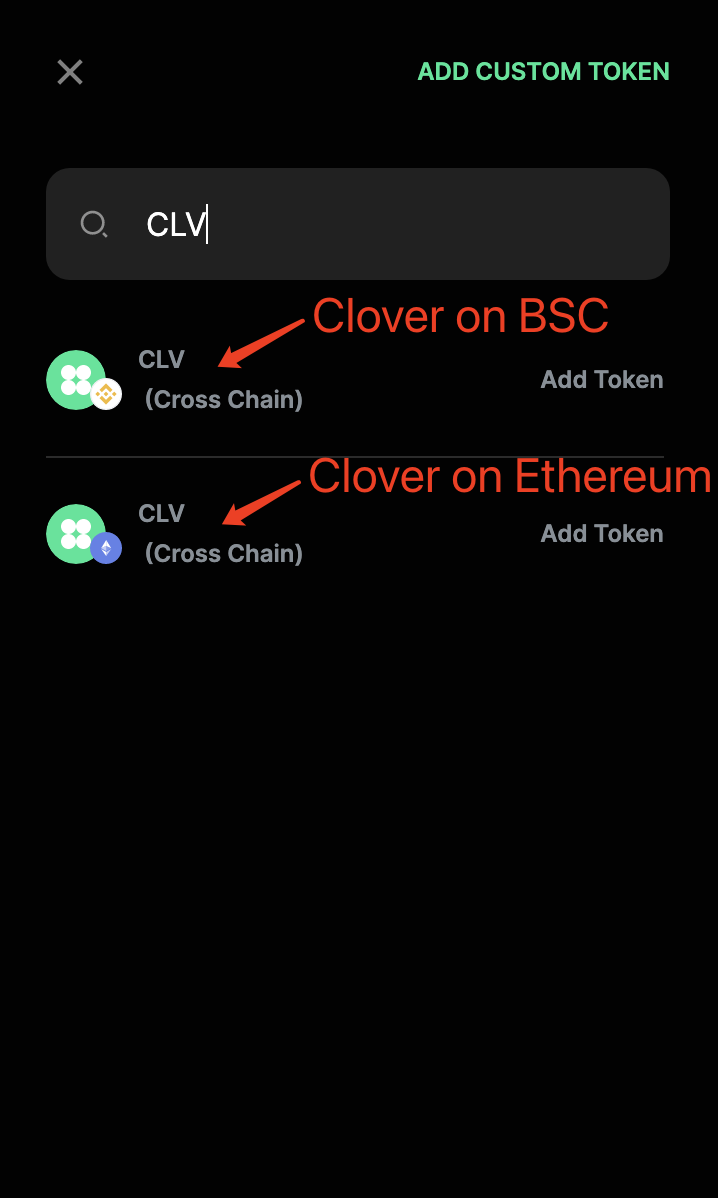 ADD CUSTOM TOKEN
CLV
Clover on BSC
CLV
(Cross Chain)
Add Token
Clover on Ethereum
CLV
(Cross Chain)
Add Token